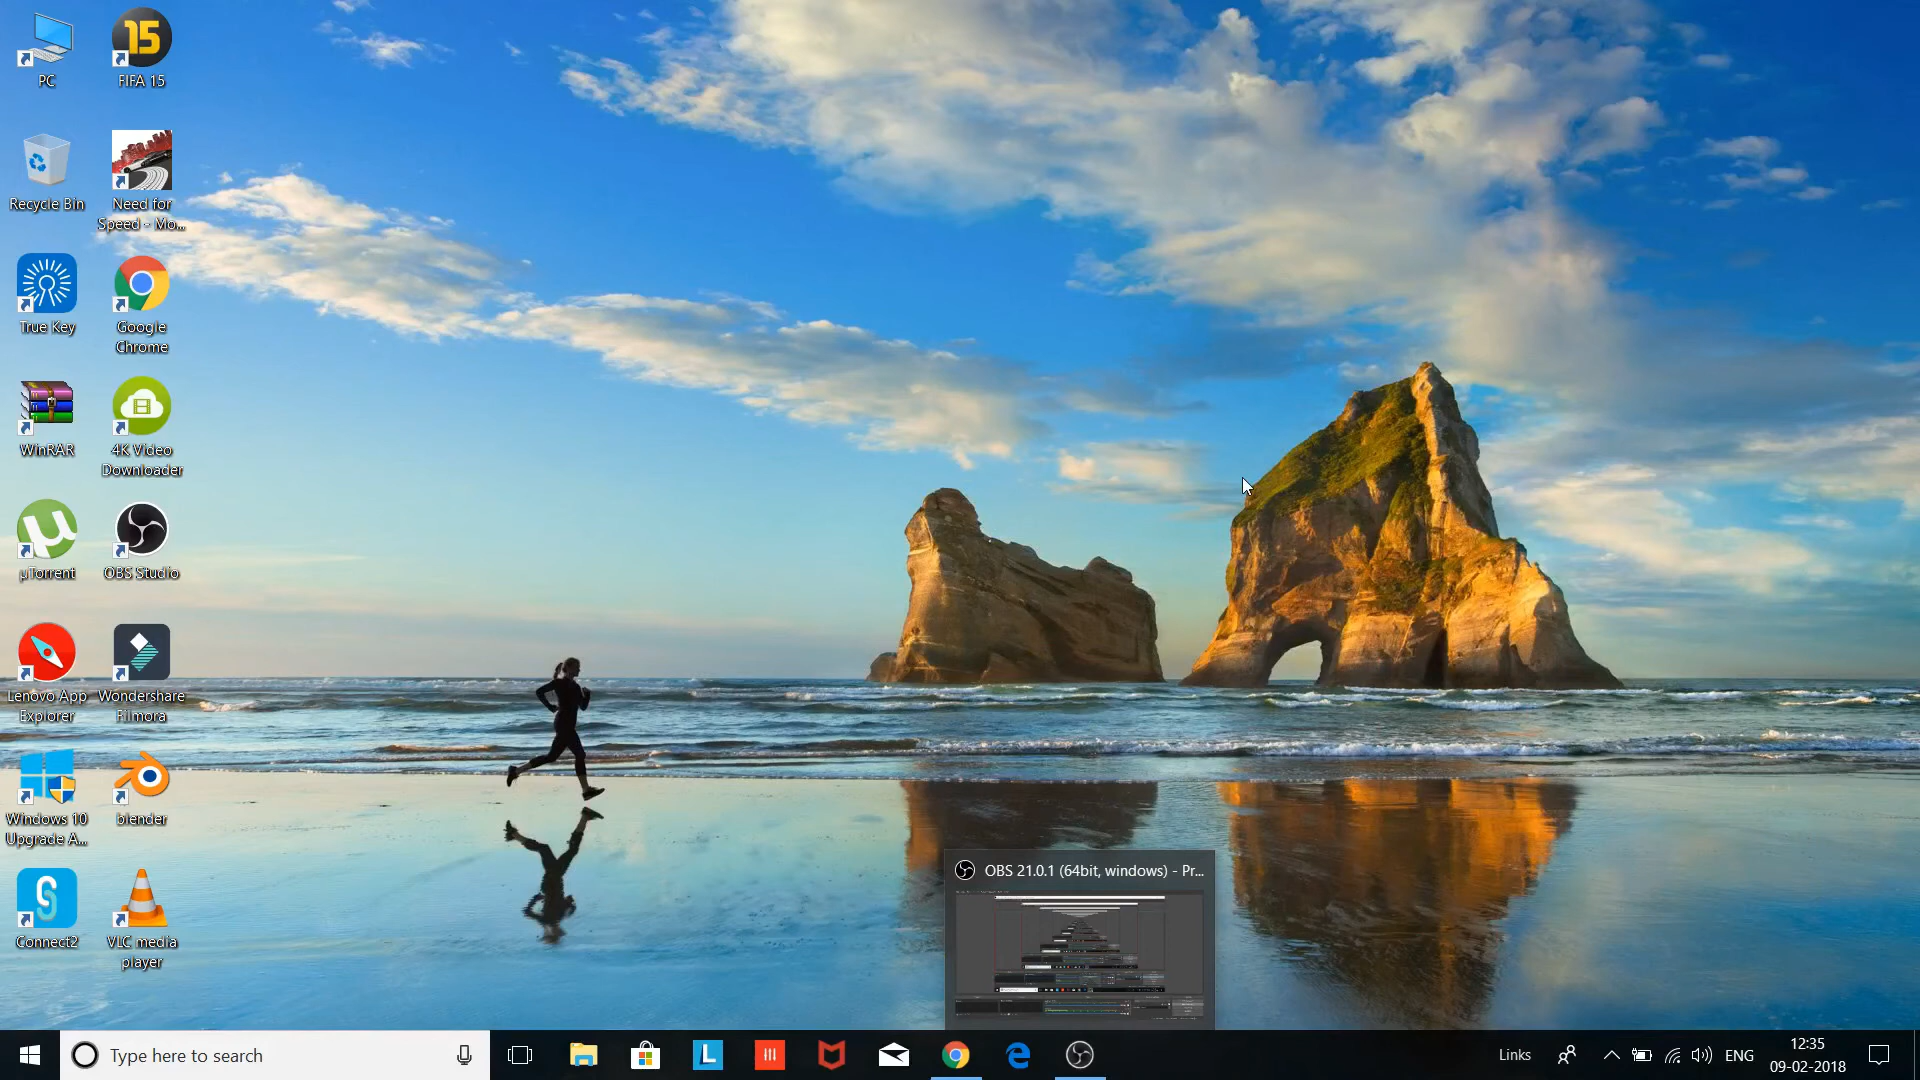 PC
15
FIFA 15
Recycle Bin
Need for
Speed - Mo...
True Key
Google
Chrome
WinRAR
4K Video
Downloader
µTorrent
OBS Studio
Lenovo App
Explorer
Wondershare
Filmora
Windows 10
Upgrade A...
blender
Connect2
VLC media
player
OBS 21.0.1 (64bit, windows) - Pr...
Type here to search
L
Links
ENG
12:35
09-02-2018